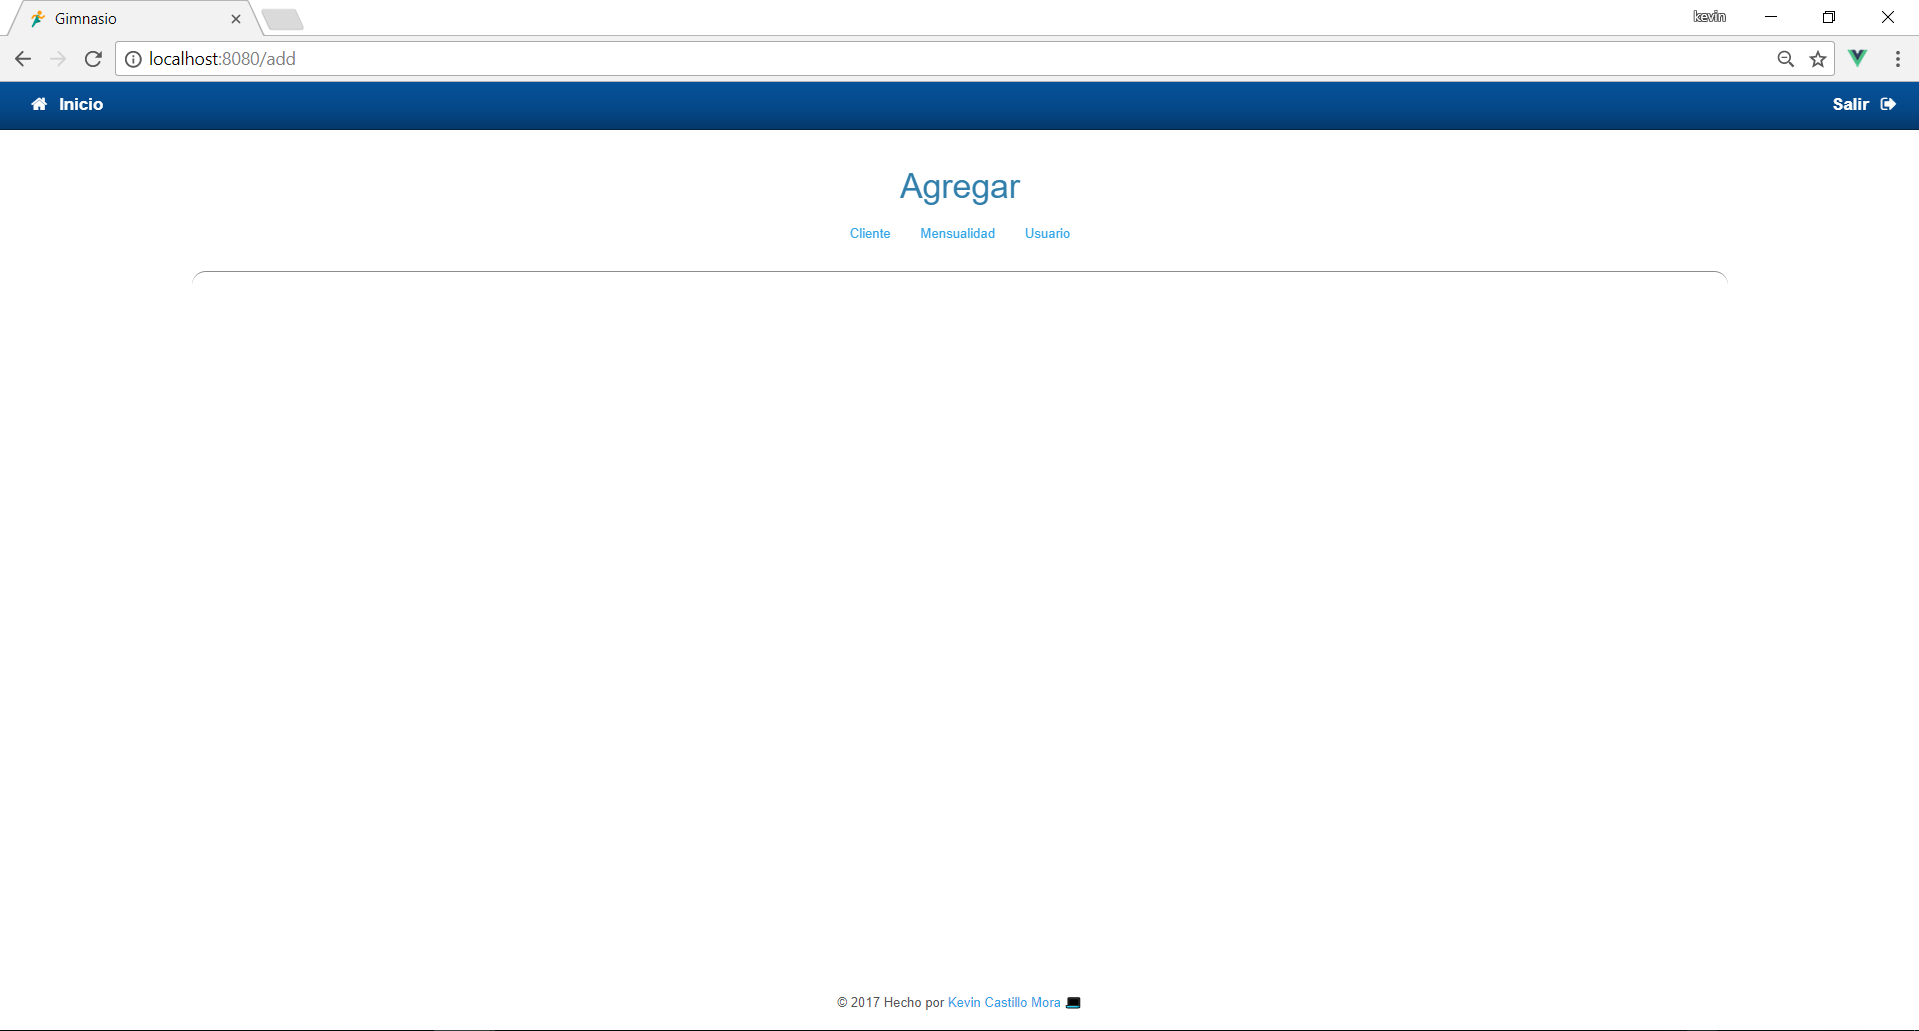 Gimnasio
kevin
localhost:8080/add
Inicio
Salir
Agregar
Cliente Mensualidad Usuario
© 2017 Hecho por Kevin Castillo Mora